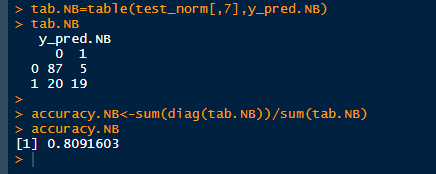 > tab.NB=table(test_norm[,7],y_pred.NB)
> tab.NB
   y_pred.NB
     0  1
  0 87  5
  1 20 19
>
> accuracy.NB<-sum(diag(tab.NB))/sum(tab.NB)
> accuracy.NB
[1] 0.8091603
>